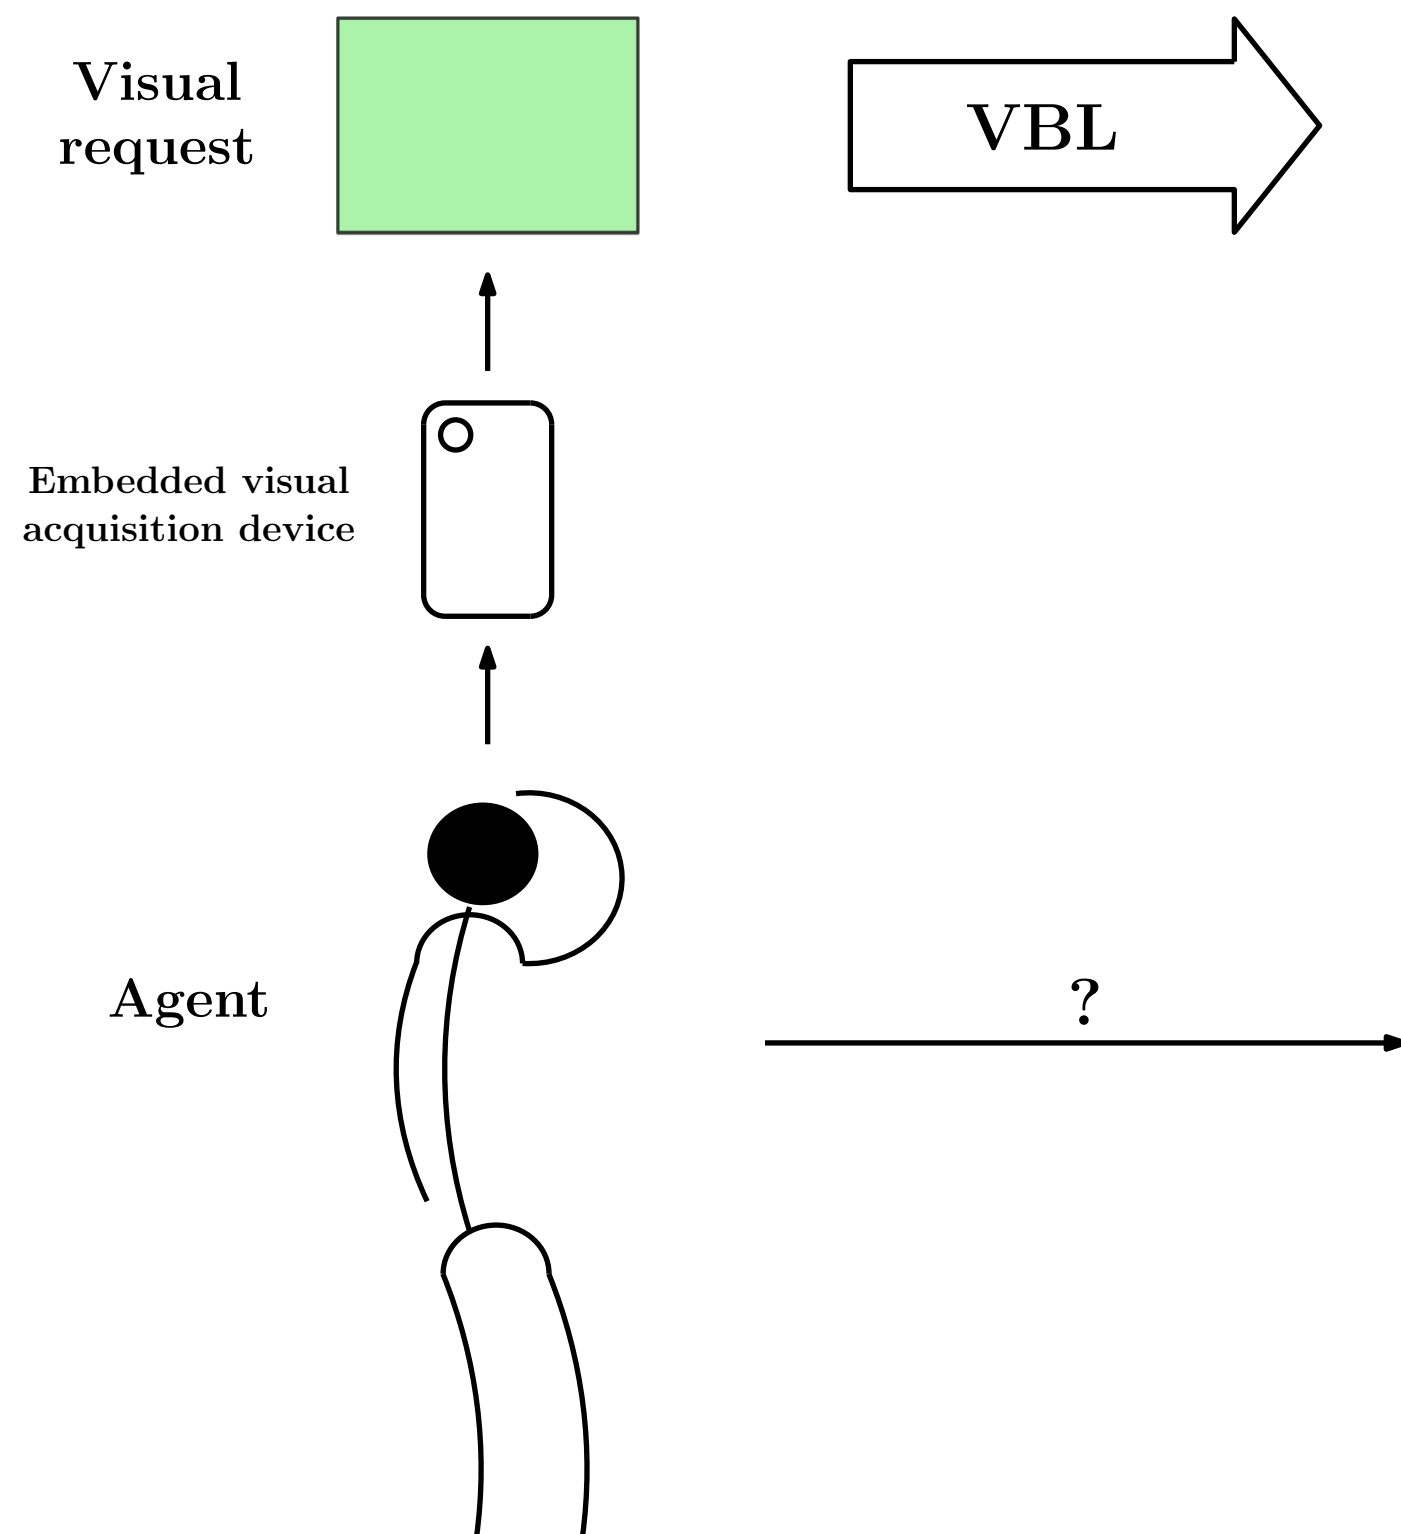 Visual
request
VBL
Embedded visual
acquisition device
Agent
?